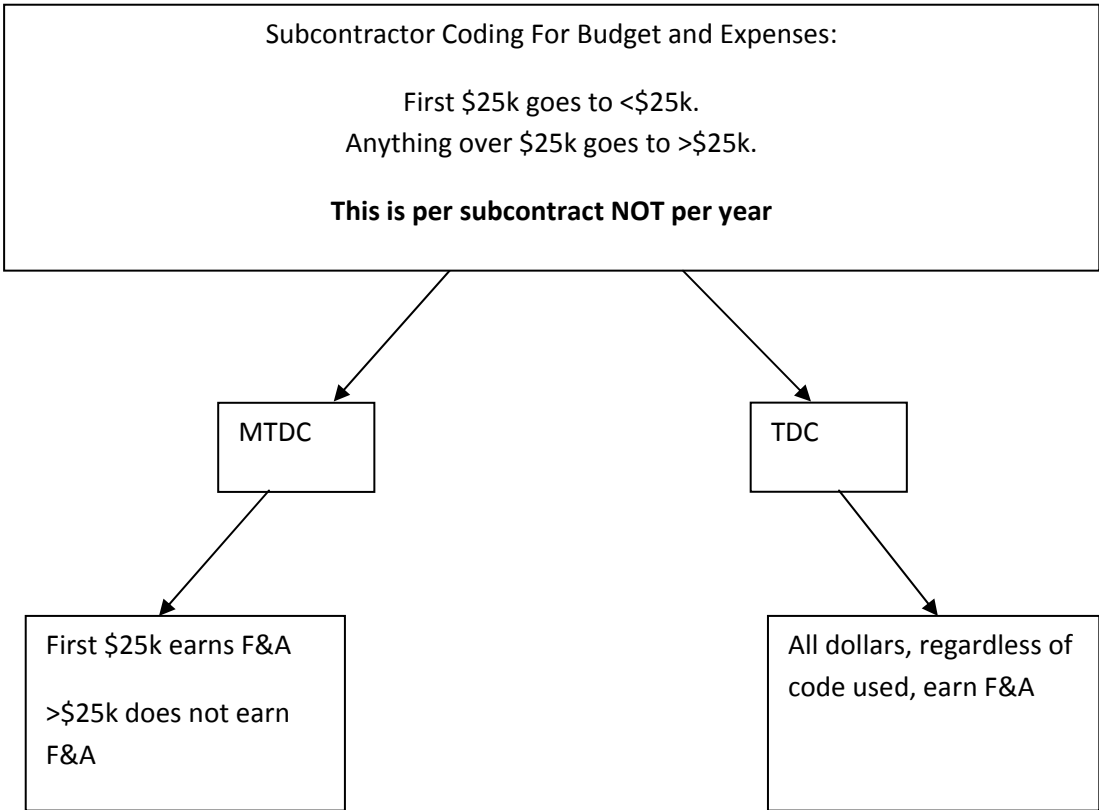 Subcontractor Coding For Budget and Expenses:
First $25k goes to <$25k.
Anything over $25k goes to >$25k.
This is per subcontract NOT per year
MTDC
TDC
First $25k earns F&A
>$25k does not earn
F&A
All dollars, regardless of
code used, earn F&A